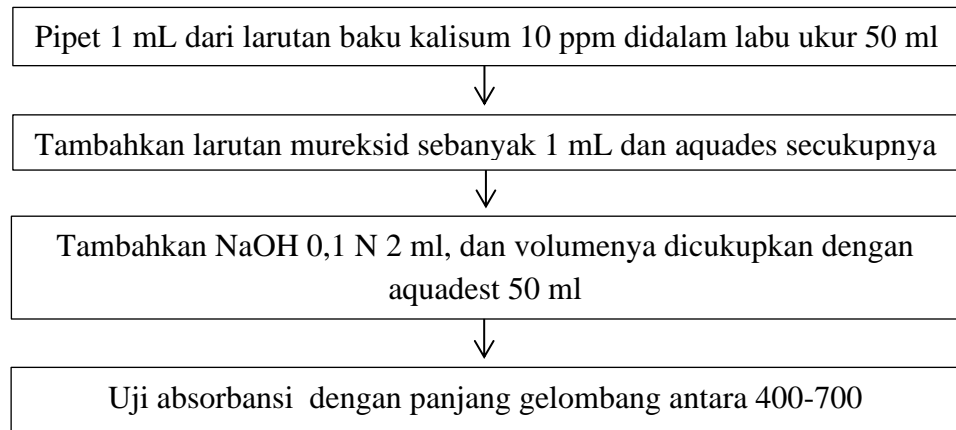 Pipet 1 mL dari larutan baku kalisum 10 ppm didalam labu ukur 50 ml
Tambahkan larutan mureksid sebanyak 1 mL dan aquades secukupnya
Tambahkan NaOH 0,1 N 2 ml, dan volumenya dicukupkan dengan
aquadest 50 ml
Uji absorbansi dengan panjang gelombang antara 400-700